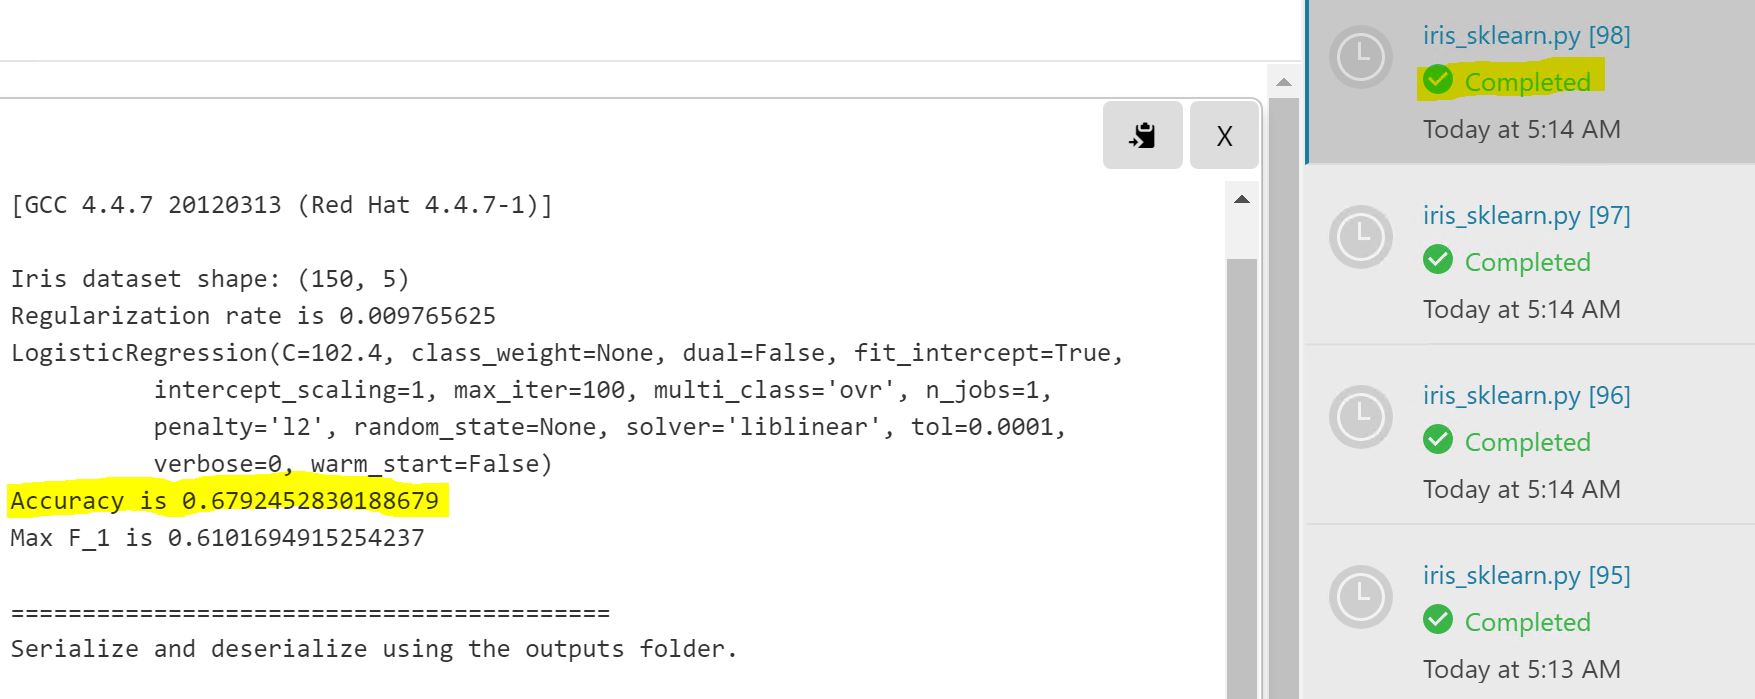 X
[GCC 4.4.7 20120313 (Red Hat 4.4.7-1)]
Iris dataset shape: (150, 5)
Regularization rate is 0.009765625
LogisticRegression(C=102.4, class_weight=None, dual=False, fit_intercept=True,
intercept_scaling=1, max_iter=100, multi_class='ovr', n_jobs=1,
penalty='l2', random_state=None, solver='liblinear', tol=0.0001,
verbose=0, warm_start=False)
Accuracy is 0.6792452830188679
Max F_1 is 0.6101694915254237
==========================================
Serialize and deserialize using the outputs folder.
iris_sklearn.py [98]
Completed
Today at 5:14 AM
iris_sklearn.py [97]
Completed
Today at 5:14 AM
iris_sklearn.py [96]
Completed
Today at 5:14 AM
iris_sklearn.py [95]
Completed
Today at 5:13 AM